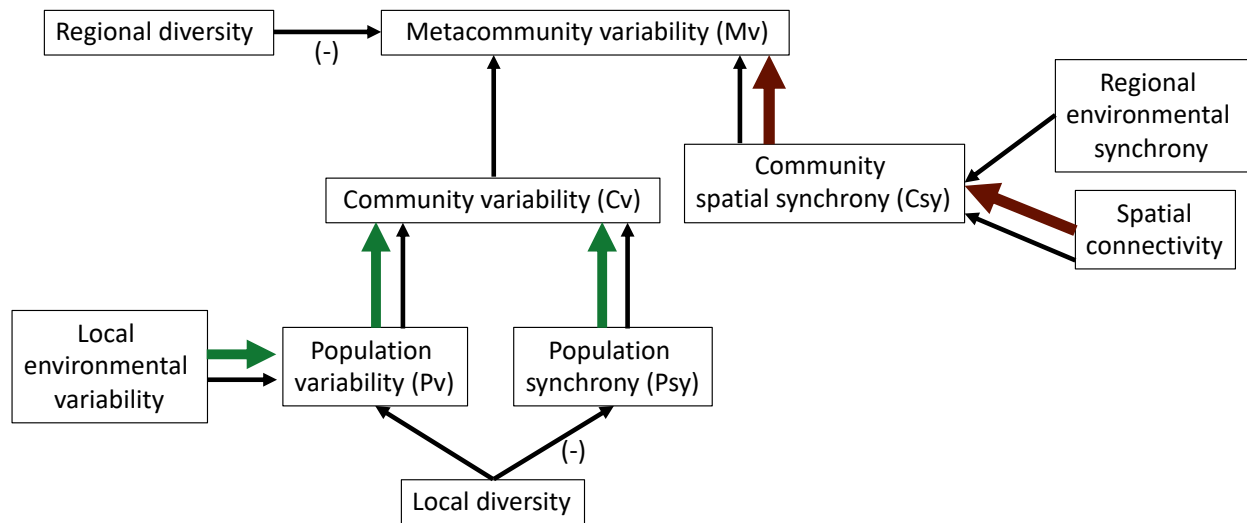 Regional diversity
(-)
Metacommunity variability (Mv)
Regional
environmental
synchrony
Community
spatial synchrony (Csy)
Community variability (Cv)
Spatial
connectivity
Local
environmental
variability
Population
variability (Pv)
Population
synchrony (Psy)
(-)
Local diversity